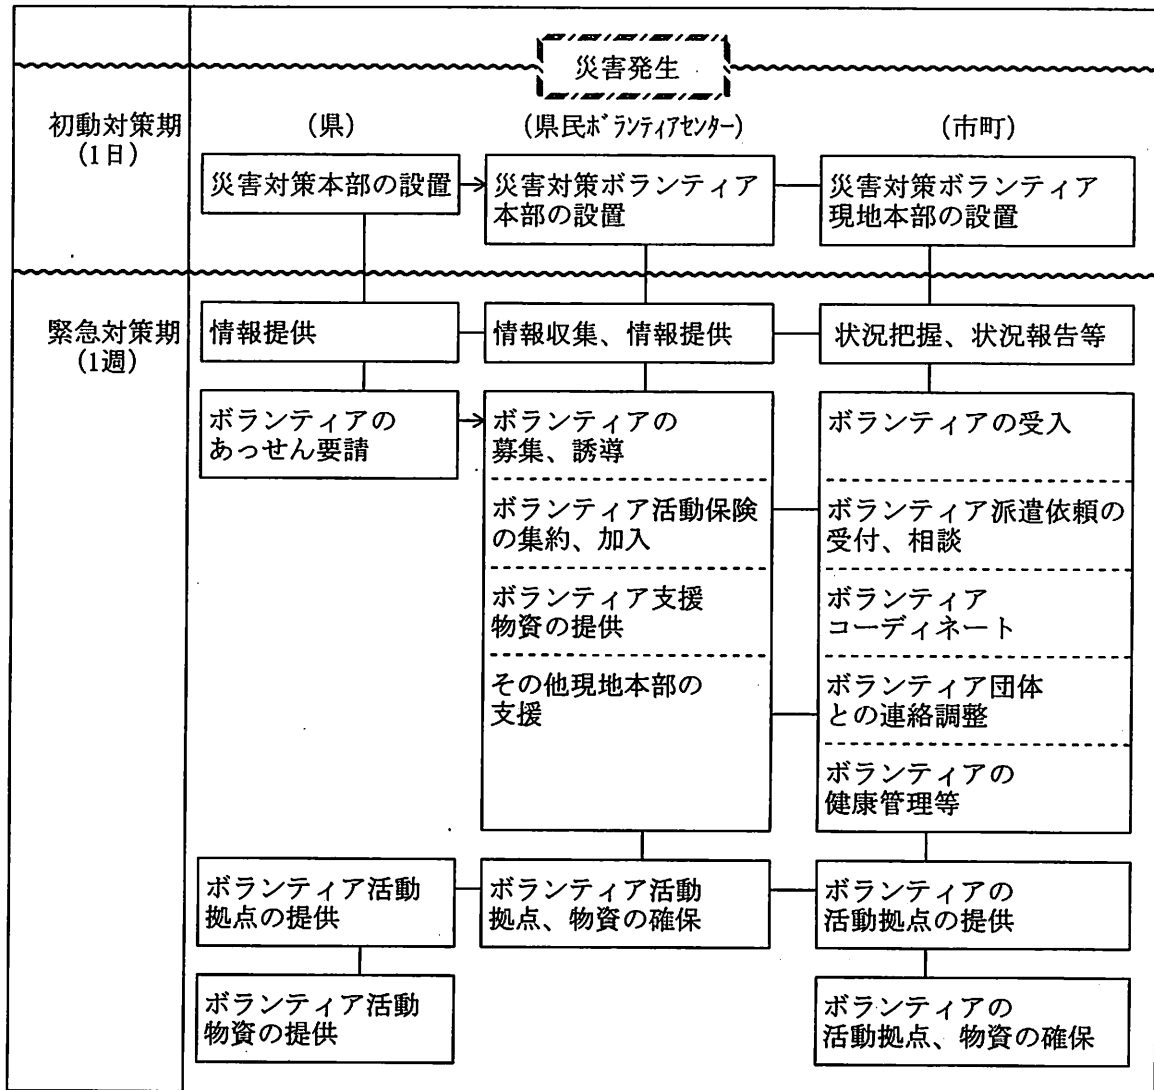 災害発生
初動対策期
(1日)
(県)
(県民ボランティアセンター)
(市町)
災害対策本部の設置
災害対策ボランティア
本部の設置
災害対策ボランティア
現地本部の設置
緊急対策期
(1週)
情報提供
情報収集、情報提供
状況把握、状況報告等
ボランティアの
あっせん要請
ボランティアの
募集、誘導
ボランティア活動保険
の集約、加入
ボランティア支援
物資の提供
その他現地本部の
支援
ボランティアの受入
ボランティア派遣依頼の
受付、相談
ボランティア
コーディネート
ボランティア団体
との連絡調整
ボランティアの
健康管理等
ボランティア活動
拠点の提供
ボランティア活動
拠点、物資の確保
ボランティアの
活動拠点の提供
ボランティア活動
物資の提供
ボランティアの
活動拠点、物資の確保